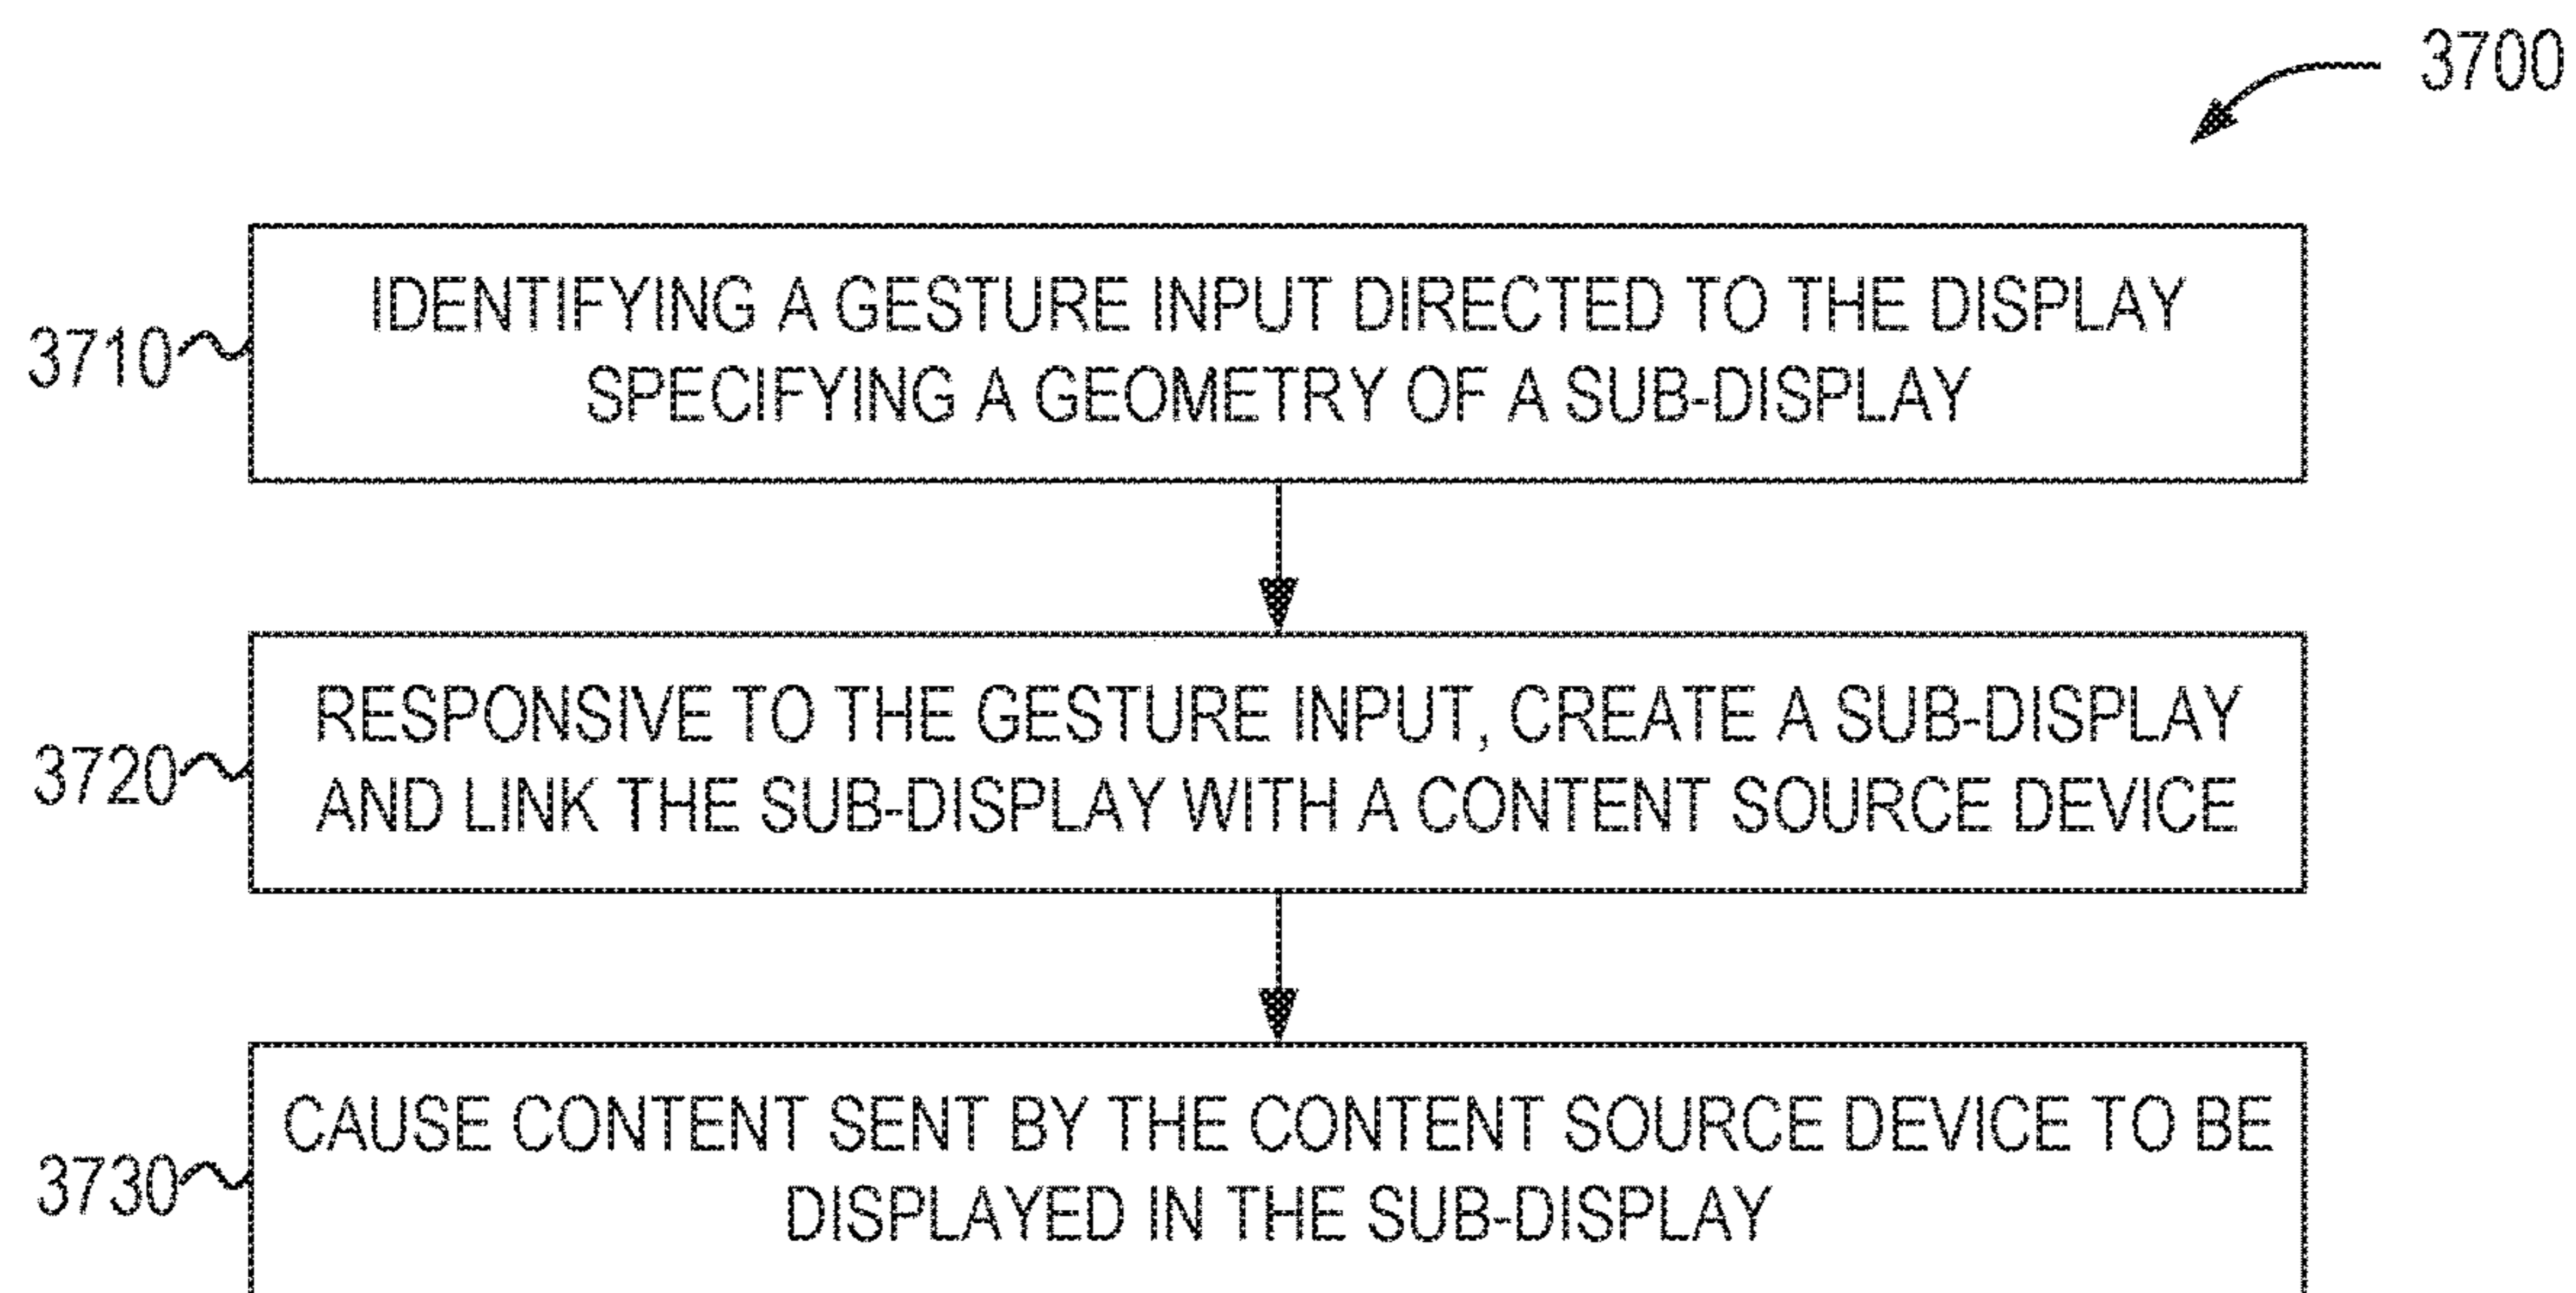 3700
IDENTIFYING A GESTURE INPUT DIRECTED TO THE DISPLAY
SPECIFYING A GEOMETRY OF A SUB-DISPLAY
3710
RESPONSIVE TO THE GESTURE INPUT, CREATE A SUB-DISPLAY
AND LINK THE SUB-DISPLAY WITH A CONTENT SOURCE DEVICE
3720
CAUSE CONTENT SENT BY THE CONTENT SOURCE DEVICE TO BE
DISPLAYED IN THE SUB-DISPLAY
3730